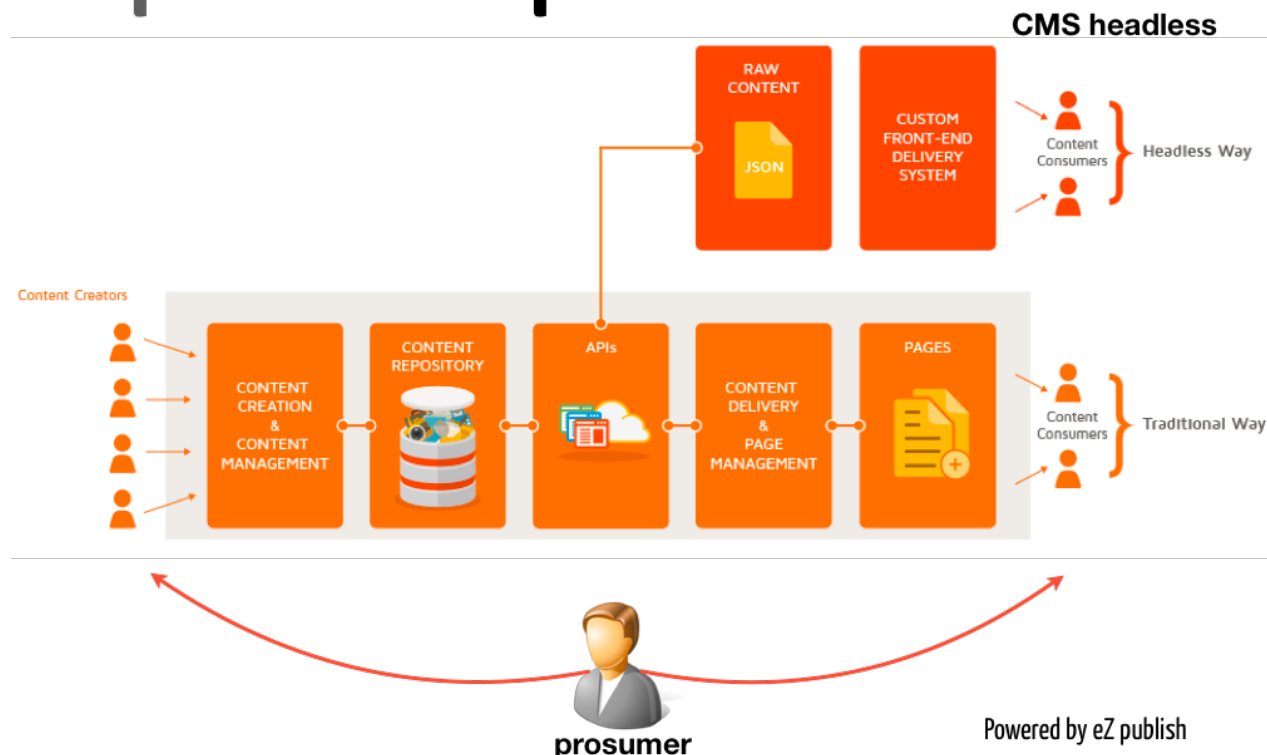 CMS headless
RAW
CONTENT
JSON
CUSTOM
FRONT-END
DELIVERY
SYSTEM
Content
Consumers
Headless Way
Content Creators
CONTENT
CREATION
&
CONTENT
MANAGEMENT
CONTENT
REPOSITORY
APIs
CONTENT
DELIVERY
&
PAGE
MANAGEMENT
PAGES
Content
Consumers
Traditional Way
prosumer
Powered by eZ publish